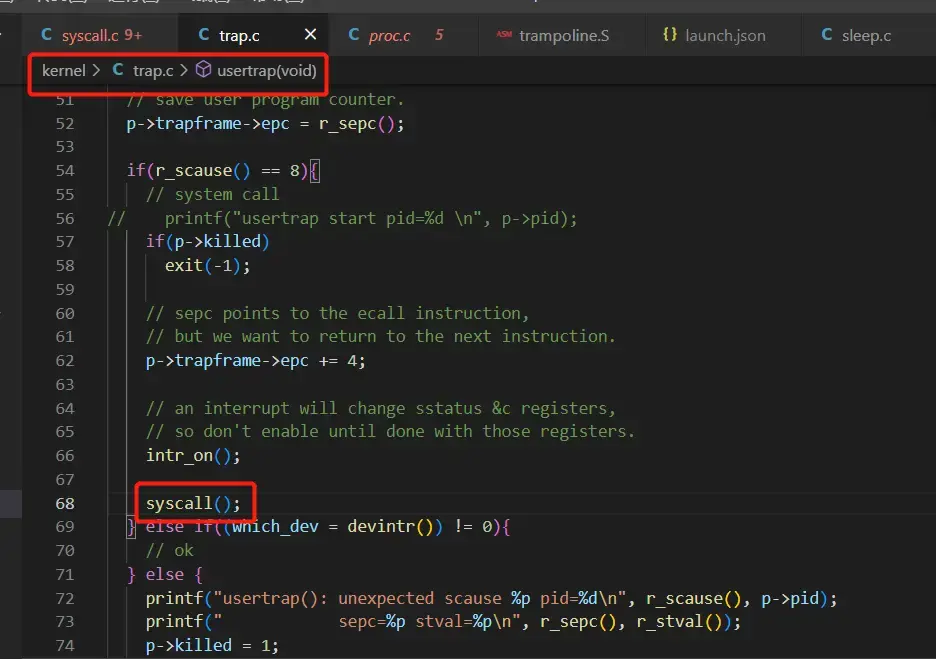 syscall.c 9+ trap.c × proc.c 5 ASM trampoline.S {} launch.json C sleep.c
kernel > C trap.c > usertrap(void)
51 // save user program counter.
52 p->trapframe->epc = r_sepc();
53
54 if(r_scause() == 8){
55 // system call
56 // printf("usertrap start pid=%d \n", p->pid);
57 if(p->killed)
58 exit(-1);
59
60 // sepc points to the ecall instruction,
61 // but we want to return to the next instruction.
62 p->trapframe->epc += 4;
63
64 // an interrupt will change sstatus &c registers,
65 // so don't enable until done with those registers.
66 intr_on();
67
68 syscall();
69 } else if((which_dev = devintr()) != 0){
70 // ok
71 } else {
72 printf("usertrap(): unexpected scause %p pid=%d\n", r_scause(), p->pid);
73 printf("            sepc=%p stval=%p\n", r_sepc(), r_stval());
74 p->killed = 1;